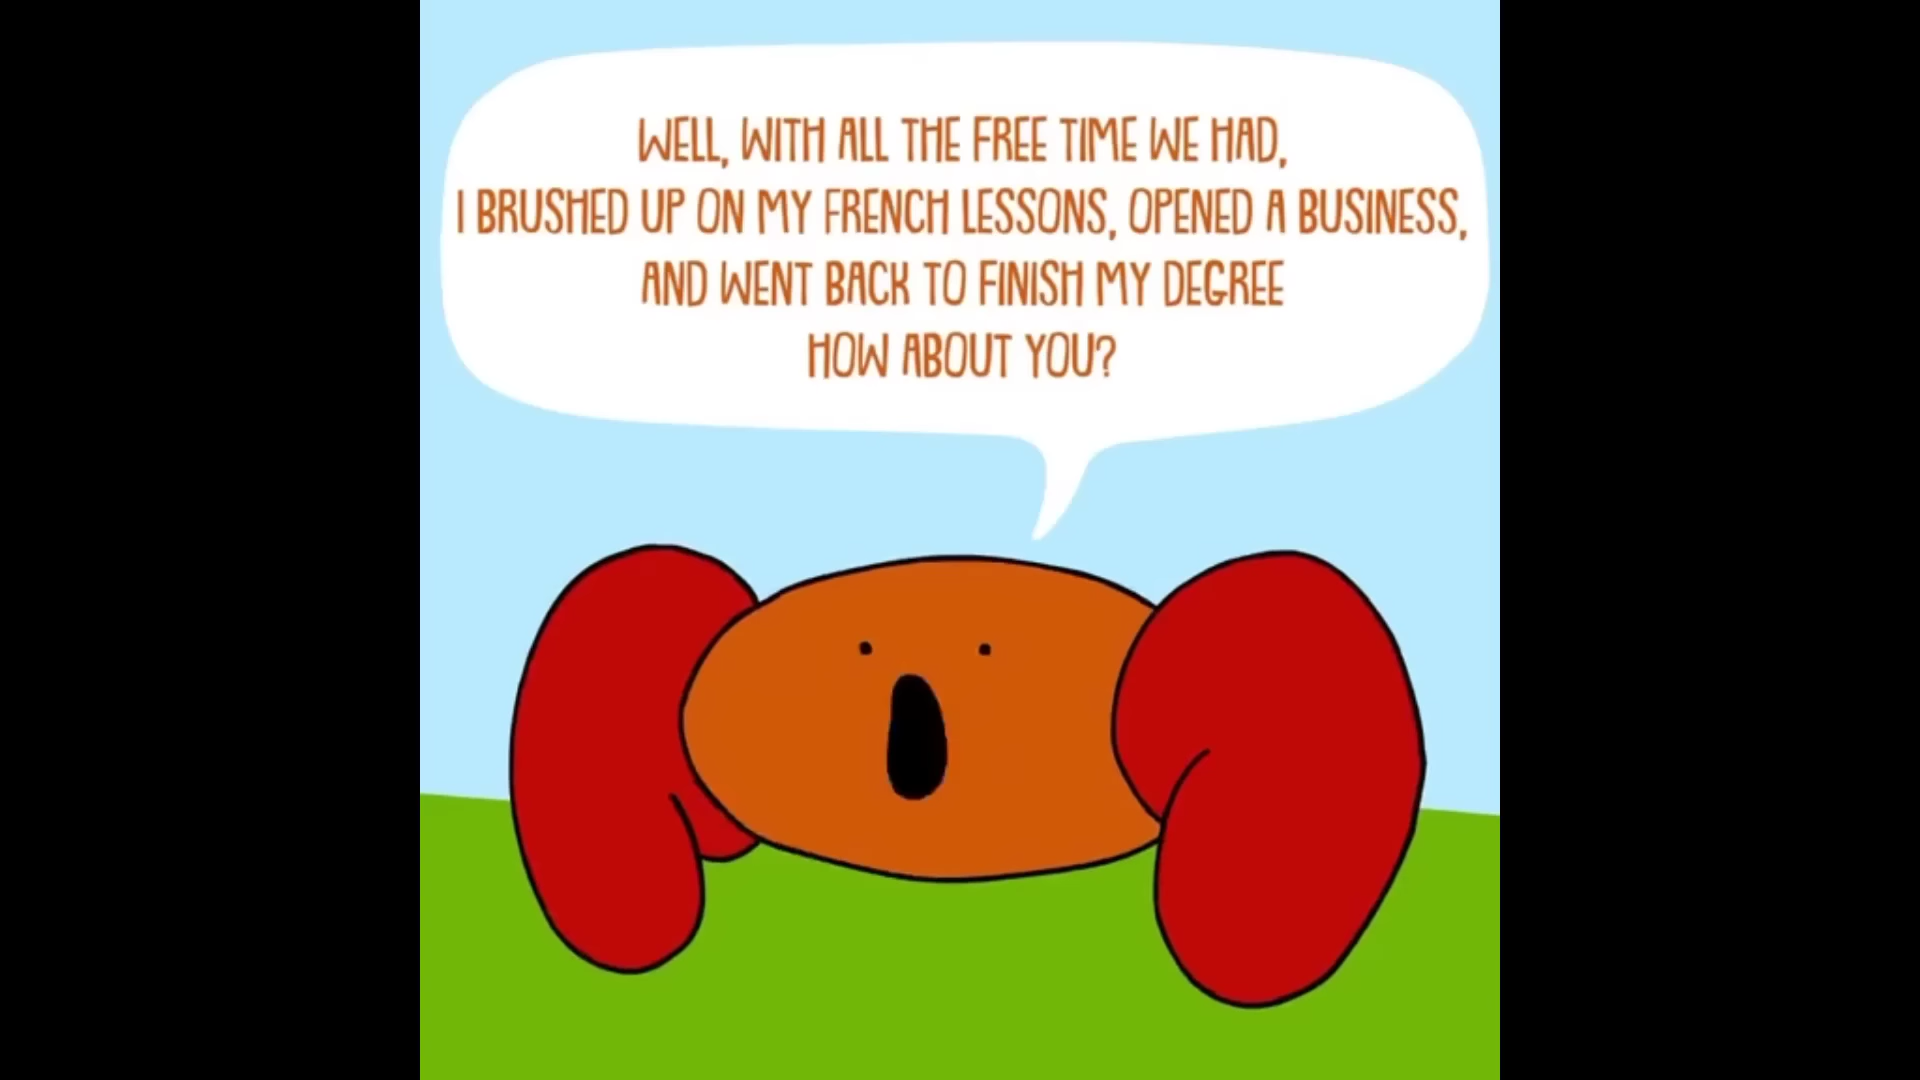 WELL, WITH ALL THE FREE TIME WE HAD,
I BRUSHED UP ON MY FRENCH LESSONS, OPENED A BUSINESS,
AND WENT BACK TO FINISH MY DEGREE
HOW ABOUT YOU?